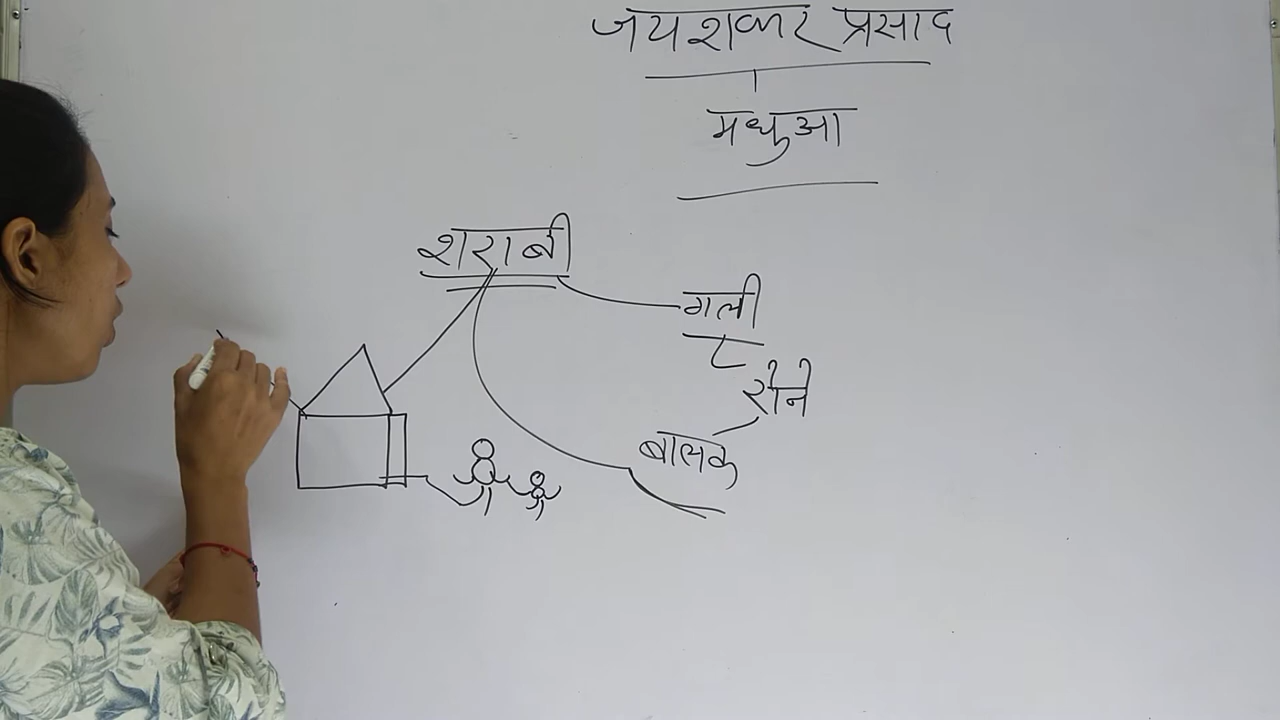 जयशंकर प्रसाद
मधुआ
शराबी
गली
रोने
बालक